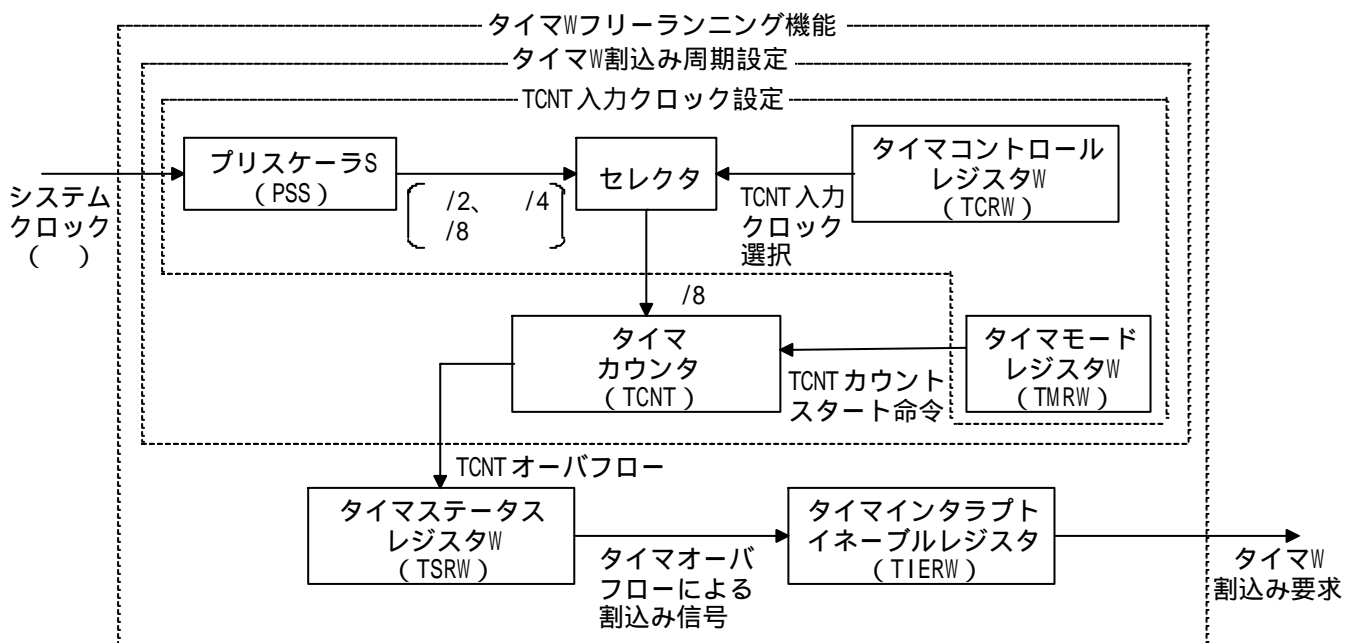 タイマWフリーランニング機能
タイマW割込み周期設定
TCNT入力クロック設定
プリスケーラS
(PSS)
セレクタ
タイマコントロール
レジスタW
(TCRW)
システム
クロック
( )
/2、 /4
/8
TCNT入力
クロック
選択
/8
タイマ
カウンタ
(TCNT)
タイマモード
レジスタW
(TMRW)
TCNTカウント
スタート命令
TCNTオーバフロー
タイマステータス
レジスタW
(TSRW)
タイマインタラプト
イネーブルレジスタ
(TIERW)
タイマオーバ
フローによる
割込み信号
タイマW
割込み要求